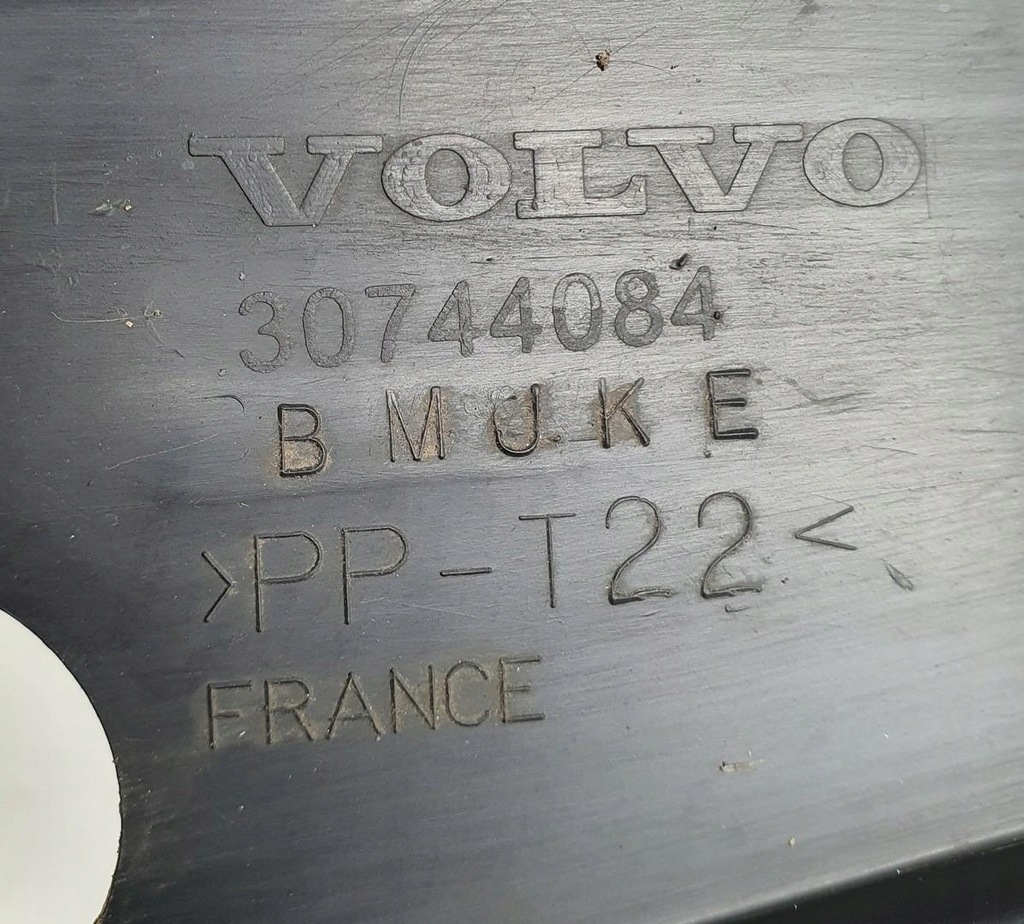 VOLVO
30744084
B M J K E
>PP-T22<
FRANCE